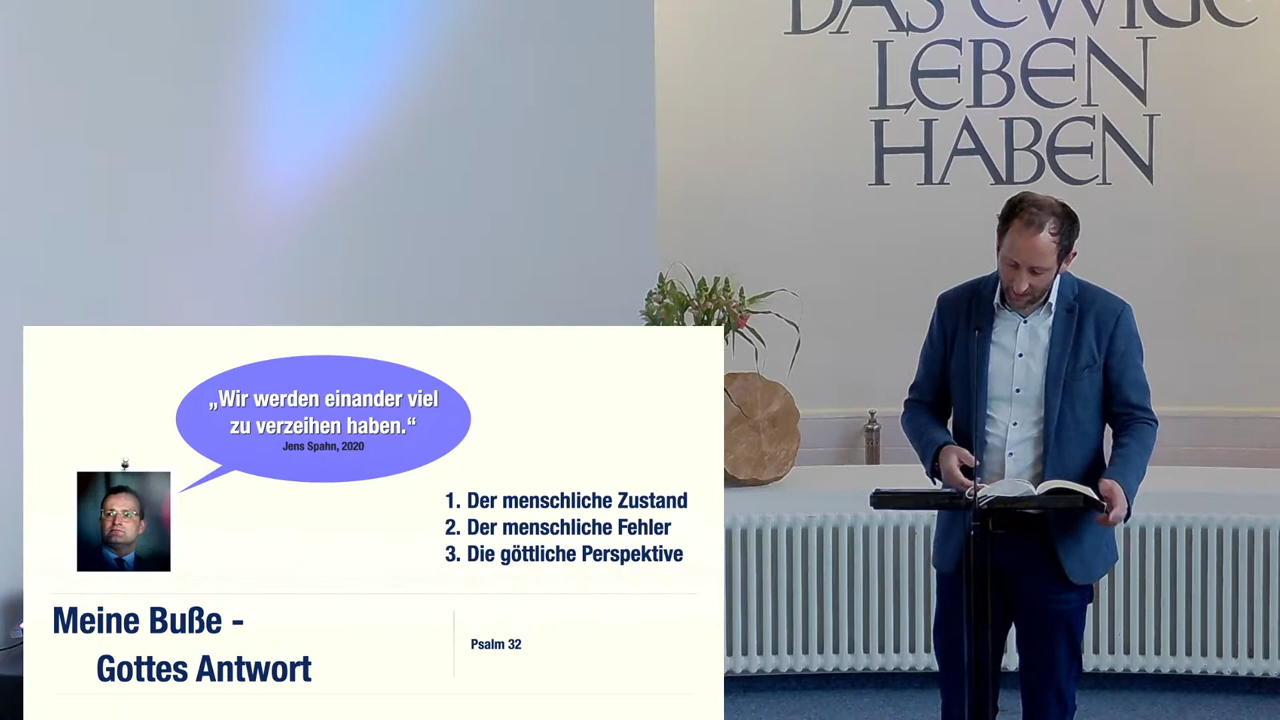 DAS EWIGE
LEBEN
HABEN
„Wir werden einander viel
zu verzeihen haben.“
Jens Spahn, 2020
1. Der menschliche Zustand
2. Der menschliche Fehler
3. Die göttliche Perspektive
Meine Buße -
Gottes Antwort
Psalm 32